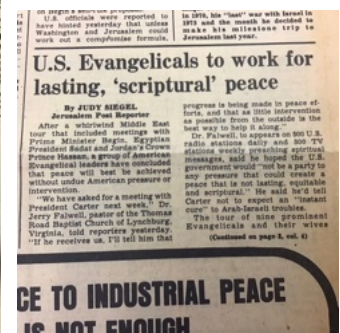 on Begin's
U.S. officials were reported to
have hinted yesterday that unless
Washington and Jerusalem could
work out a compromise formula,
In 1970, his "last" war with Israel in
1973 and the month he decided to
make his milestone trip to
Jerusalem last year.
U.S. Evangelicals to work for
lasting, 'scriptural' peace
By JUDY SIEGEL
Jerusalem Post Reporter
After a whirlwind Middle East
tour that included meetings with
Prime Minister Begin, Egyptian
President Sadat and Jordan's Crown
Prince Hassan, a group of American
Evangelical leaders have concluded
that peace will best be achieved
without undue American pressure or
intervention.
"We have asked for a meeting with
President Carter next week," Dr.
Jerry Falwell, pastor of the Thomas
Road Baptist Church of Lynchburg,
Virginia, told reporters yesterday.
"If he receives us, I'll tell him that
progress is being made in peace ef-
forts, and that as little intervention
as possible from the outside is the
best way to help it along."
Dr. Falwell, to appears on 500 U.S.
radio stations daily and 300 TV
stations weekly preaching spiritual
messages, said he hoped the U.S.
government would "not be a party to
any pressure that could create a
peace that is not lasting, equitable
and scriptural." He said he'd tell
Carter not to expect an "instant
cure" to Arab-Israeli troubles.
The tour of nine prominent
Evangelicals and their wives
(Continued on page 2, col. 4)
CE TO INDUSTRIAL PEACE
IS NOT ENOUGH